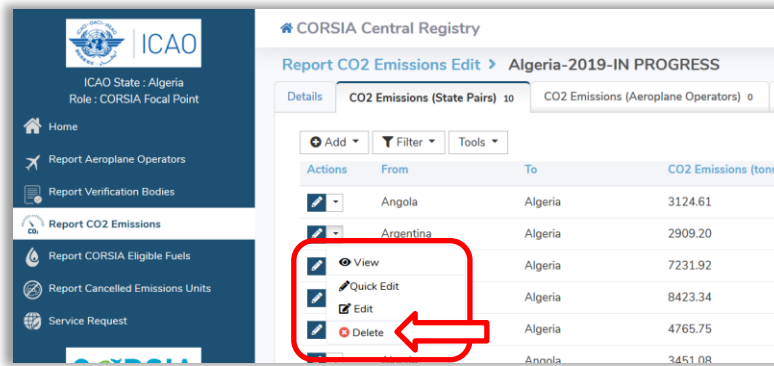 ICAO
ICAO State : Algeria
Role : CORSIA Focal Point
Home
Report Aeroplane Operators
Report Verification Bodies
Report CO2 Emissions
Report CORSIA Eligible Fuels
Report Cancelled Emissions Units
Service Request
CORSIA Central Registry
Report CO2 Emissions Edit > Algeria-2019-IN PROGRESS
Details CO2 Emissions (State Pairs) 10 CO2 Emissions (Aeroplane Operators) 0
Add Filter Tools
Actions From To CO2 Emissions (tonn
Angola Algeria 3124.61
Argentina Algeria 2909.20
View Algeria 7231.92
Quick Edit
Edit Algeria 8423.34
Delete Algeria 4765.75
Angola 3451.08